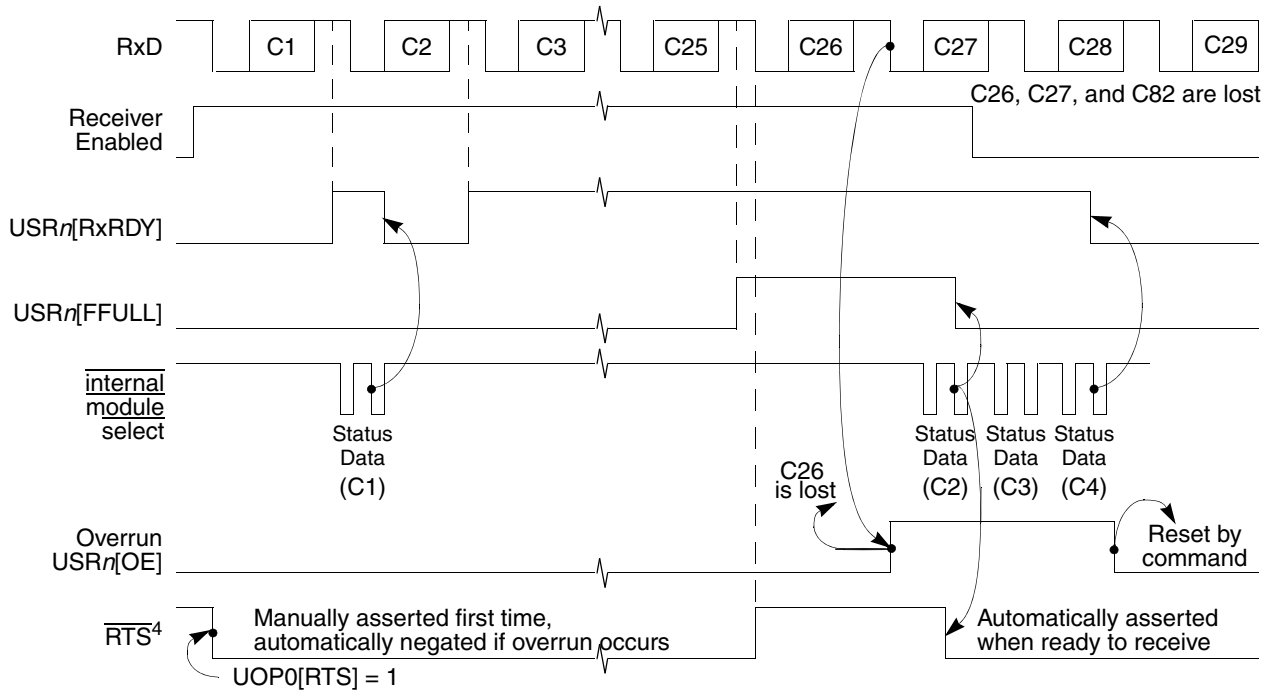 RxD
C1
C2
C3
C25
C26
C27
C28
C29
C26, C27, and C82 are lost
Receiver
Enabled
USRn[RxRDY]
USRn[FFULL]
internal
module
select
Status
Data
(C1)
Status
Data
(C2)
Status
Data
(C3)
Status
Data
(C4)
C26
is lost
Overrun
USRn[OE]
Reset by
command
RTS4
Manually asserted first time,
automatically negated if overrun occurs
Automatically asserted
when ready to receive
UOP0[RTS] = 1